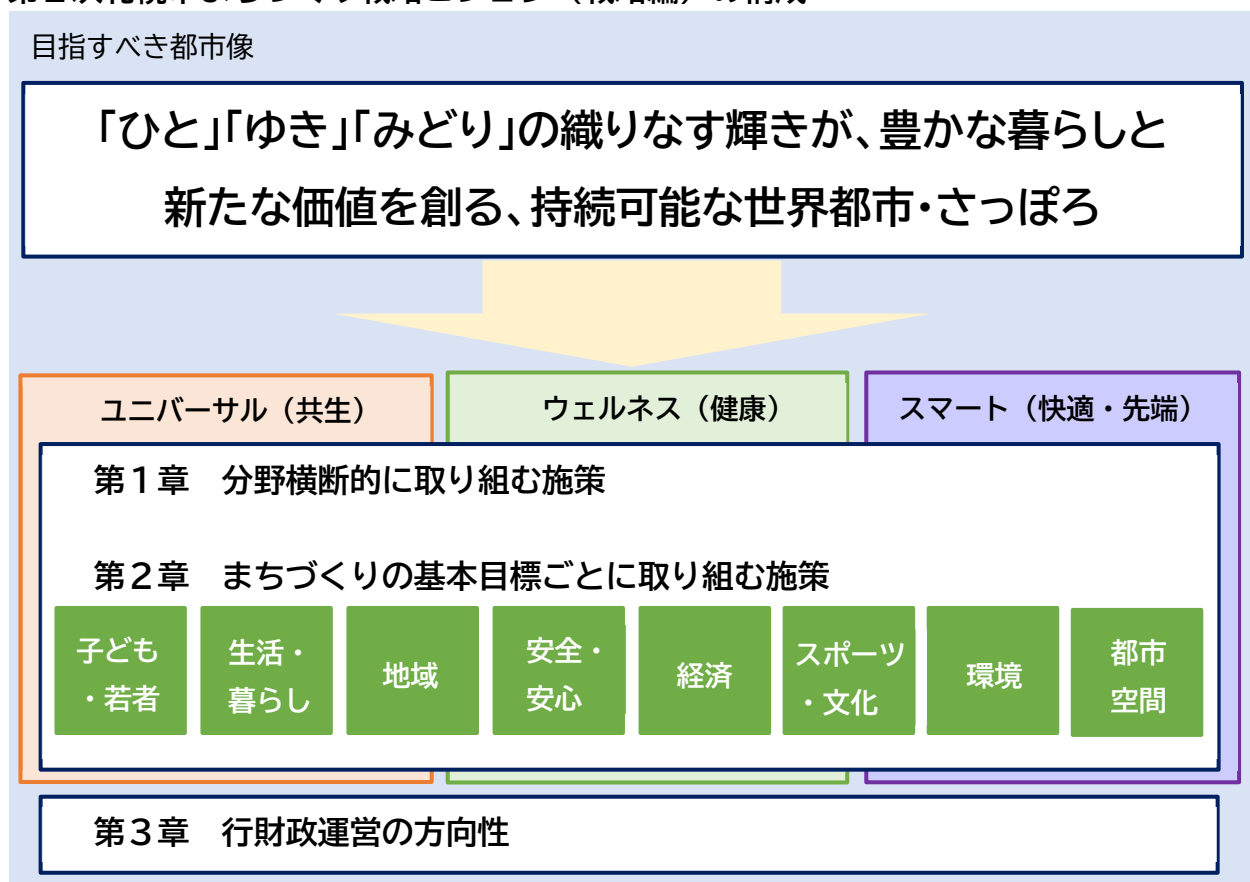 目指すべき都市像
「ひと」「ゆき」「みどり」の織りなす輝きが、豊かな暮らしと
新たな価値を創る、持続可能な世界都市・さっぽろ
ユニバーサル（共生）
ウェルネス（健康）
スマート（快適・先端）
第１章　分野横断的に取り組む施策
第２章　まちづくりの基本目標ごとに取り組む施策
子ども
・若者
生活・
暮らし
地域
安全・
安心
経済
スポーツ
・文化
環境
都市
空間
第３章　行財政運営の方向性